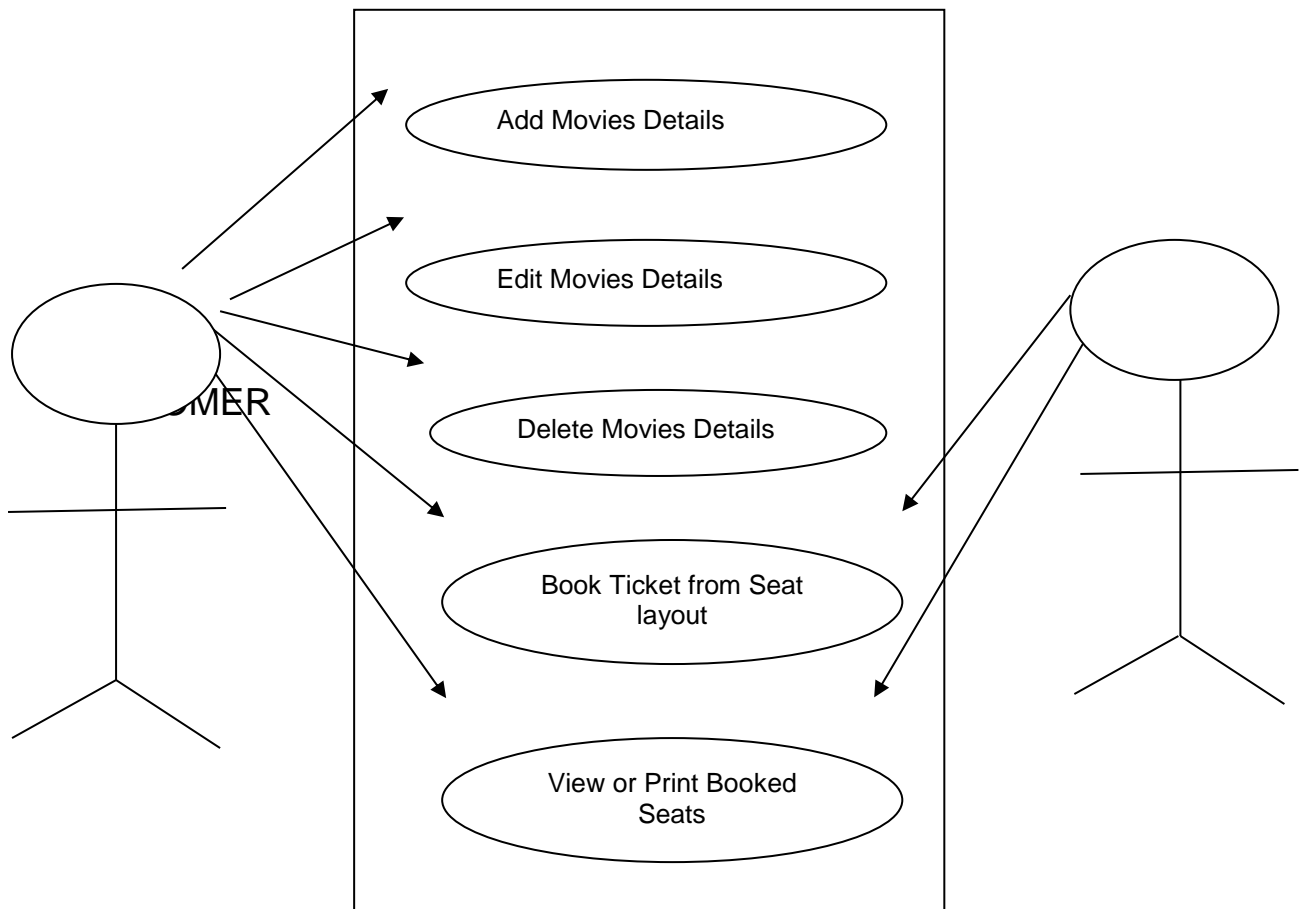 Add Movies Details
Edit Movies Details
UMER
Delete Movies Details
Book Ticket from Seat
layout
View or Print Booked
Seats